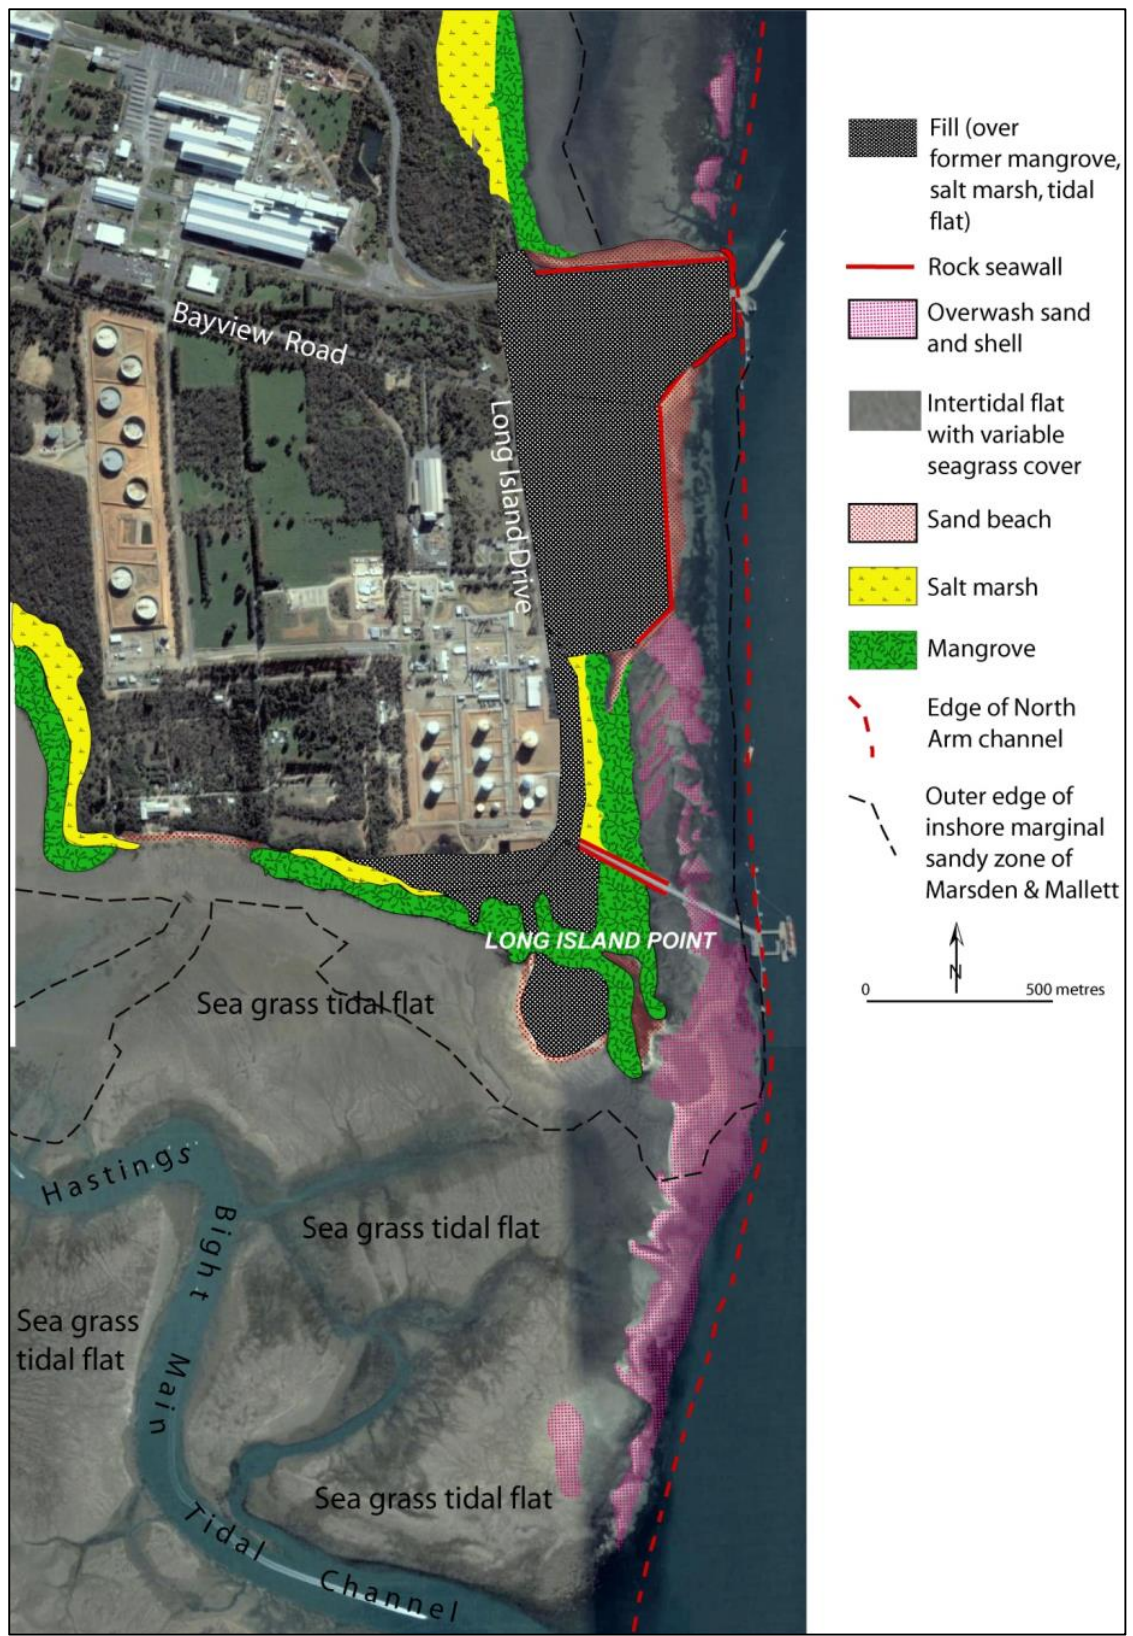 Bayview Road
Long Island Drive
LONG ISLAND POINT
Sea grass tidal flat
Hastings Bight Main Tidal Channel
Sea grass tidal flat
Sea grass
tidal flat
Sea grass tidal flat
Fill (over
former mangrove,
salt marsh, tidal
flat)
Rock seawall
Overwash sand
and shell
Intertidal flat
with variable
seagrass cover
Sand beach
Salt marsh
Mangrove
Edge of North
Arm channel
Outer edge of
inshore marginal
sandy zone of
Marsden & Mallett
N
0 500 metres